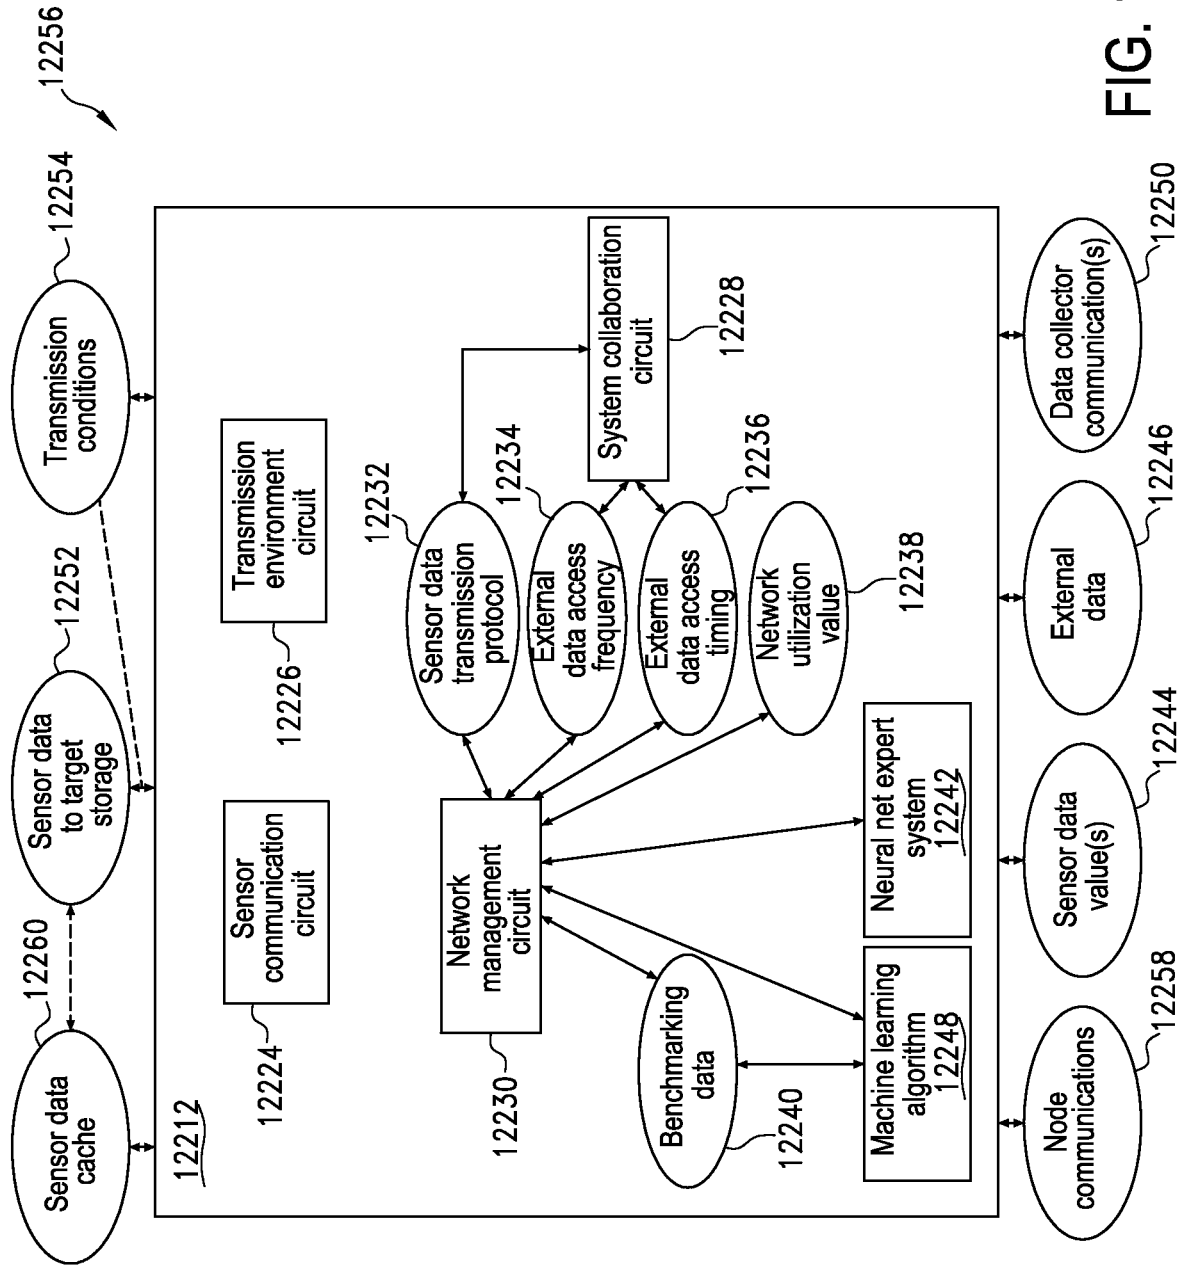 12256
12260
12252
12254
Sensor data
cache
Sensor data
to target
storage
Transmission
conditions
12212
Sensor
communication
circuit
12224
Transmission
environment
circuit
12226
Network
management
circuit
12230
Sensor data
transmission
protocol
12232
External
data access
frequency
12234
External
data access
timing
12236
Network
utilization
value
12238
System collaboration
circuit
12228
Benchmarking
data
12240
Machine learning
algorithm
12248
Neural net expert
system
12242
Node
communications
12258
Sensor data
value(s)
12244
External
data
12246
Data collector
communication(s)
12250
FIG.